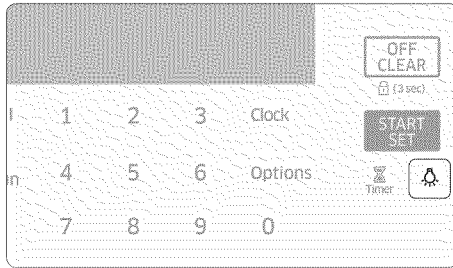 OFF
CLEAR
(3 sec)
1 2 3 Clock
START
SET
4 5 6 Options
Timer
7 8 9 0